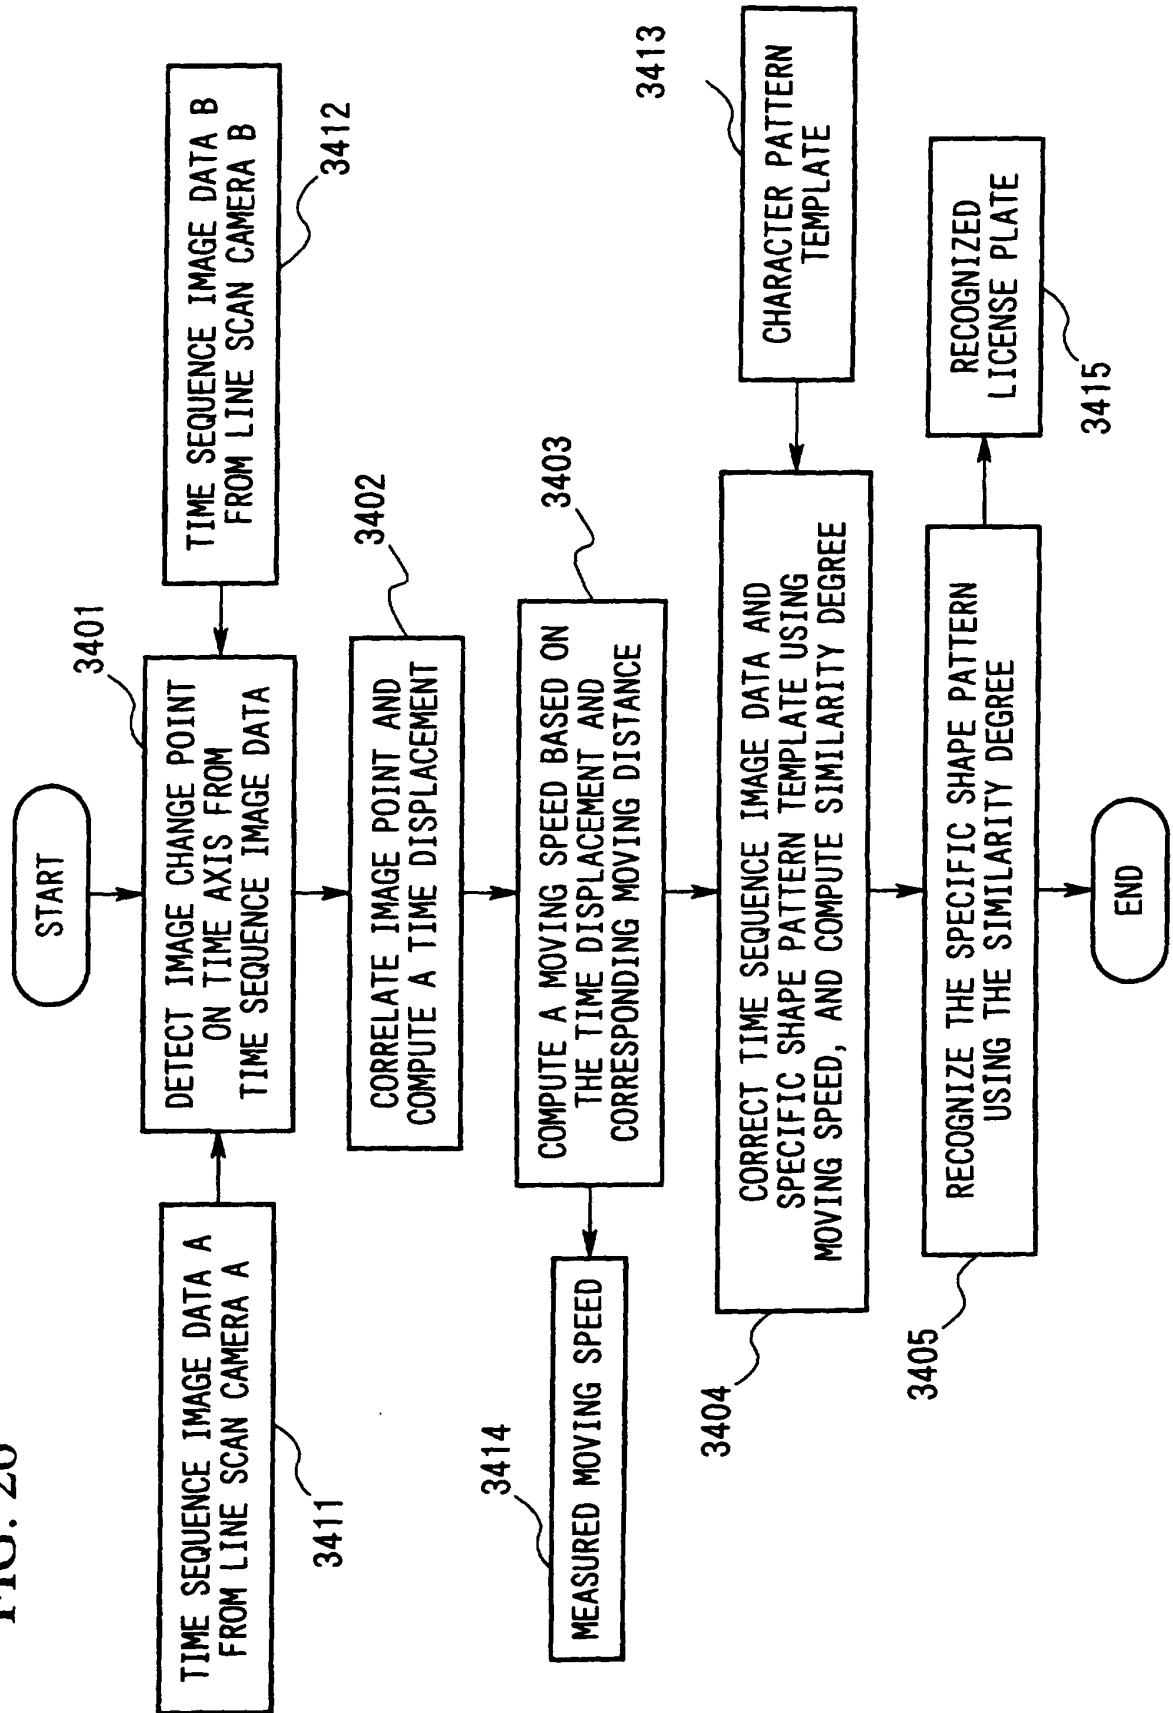 FIG.
START
3401
DETECT IMAGE CHANGE POINT
ON TIME AXIS FROM
TIME SEQUENCE IMAGE DATA
TIME SEQUENCE IMAGE DATA A
FROM LINE SCAN CAMERA A
3411
TIME SEQUENCE IMAGE DATA B
FROM LINE SCAN CAMERA B
3412
3402
CORRELATE IMAGE POINT AND
COMPUTE A TIME DISPLACEMENT
3403
COMPUTE A MOVING SPEED BASED ON
THE TIME DISPLACEMENT AND
CORRESPONDING MOVING DISTANCE
3414
MEASURED MOVING SPEED
3413
CHARACTER PATTERN
TEMPLATE
CORRECT TIME SEQUENCE IMAGE DATA AND
SPECIFIC SHAPE PATTERN TEMPLATE USING
MOVING SPEED, AND COMPUTE SIMILARITY DEGREE
3404
RECOGNIZE THE SPECIFIC SHAPE PATTERN
USING THE SIMILARITY DEGREE
3405
RECOGNIZED
LICENSE PLATE
3415
END